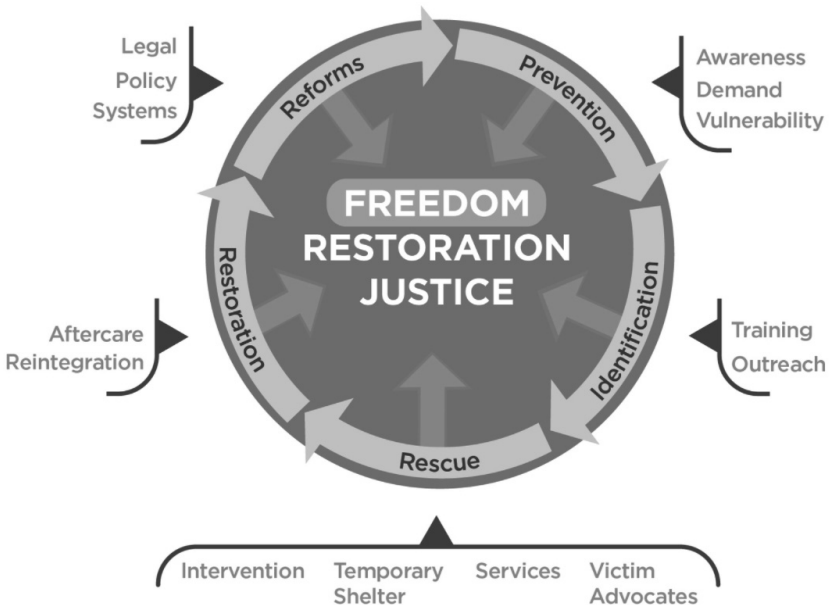 Legal
Policy
Systems
Reforms
Prevention
Awareness
Demand
Vulnerability
FREEDOM
RESTORATION
JUSTICE
Restoration
Identification
Aftercare
Reintegration
Training
Outreach
Rescue
Intervention
Temporary
Shelter
Services
Victim
Advocates